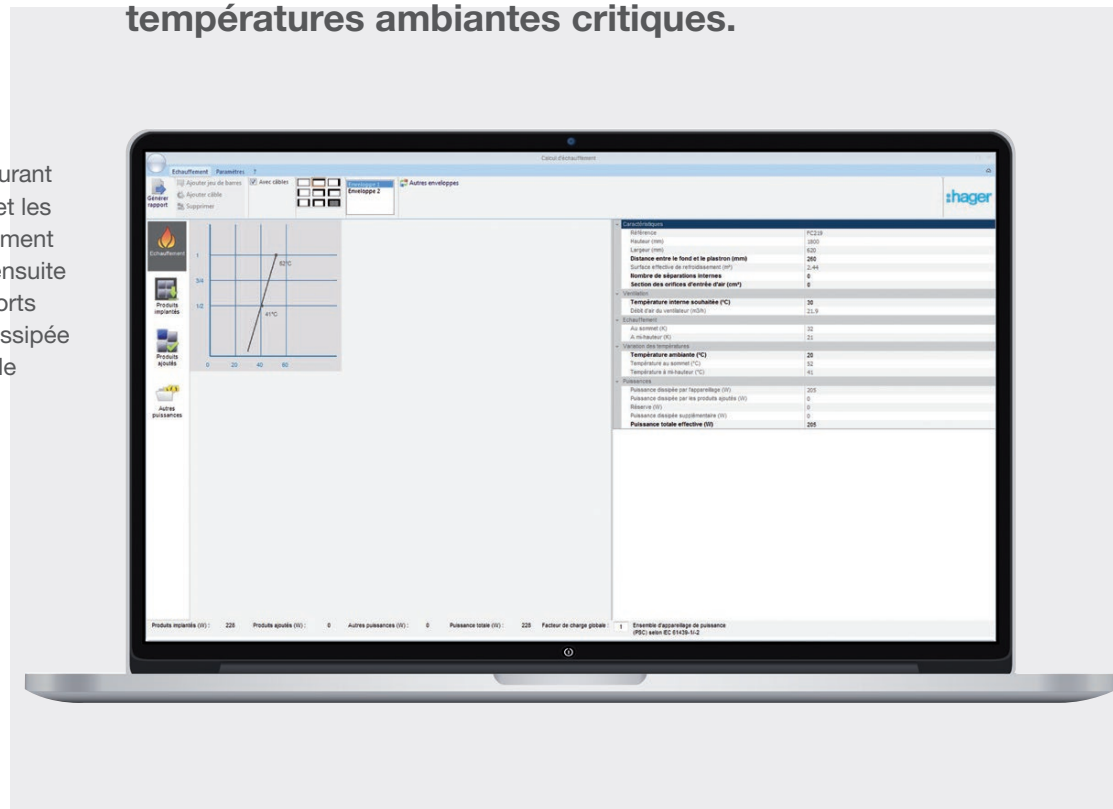 températures ambiantes critiques.
urant
et les
ment
ensuite
orts
ssipée
le
Calcul d'échauffement
Echauffement Paramètres ?
Générer rapport
Ajouter jeu de barres
Ajouter câble
Supprimer
Avec câbles
Enveloppe 1
Enveloppe 2
Autres enveloppes
:hager
Echauffement
Produits
implantés
Produits
ajoutés
Autres
puissances
1
3/4
1/2
52°C
41°C
0 20 40 60
Caractéristiques
Référence FC219
Hauteur (mm) 1800
Largeur (mm) 620
Distance entre le fond et le plastron (mm) 260
Surface effective de refroidissement (m²) 2,44
Nombre de séparations internes 0
Section des orifices d'entrée d'air (cm²) 0
Ventilation
Température interne souhaitée (°C) 30
Débit d'air du ventilateur (m3/h) 21,9
Echauffement
Au sommet (K) 32
A mi-hauteur (K) 21
Variation des températures
Température ambiante (°C) 20
Température au sommet (°C) 52
Température à mi-hauteur (°C) 41
Puissances
Puissance dissipée par l'appareillage (W) 205
Puissance dissipée par les produits ajoutés (W) 0
Réserve (W) 0
Puissance dissipée supplémentaire (W) 0
Puissance totale effective (W) 205
Produits implantés (W) : 228 Produits ajoutés (W) : 0 Autres puissances (W) : 0 Puissance totale (W) : 228 Facteur de charge globale : 1 Ensemble d'appareillage de puissance
(PSC) selon IEC 61439-1/-2